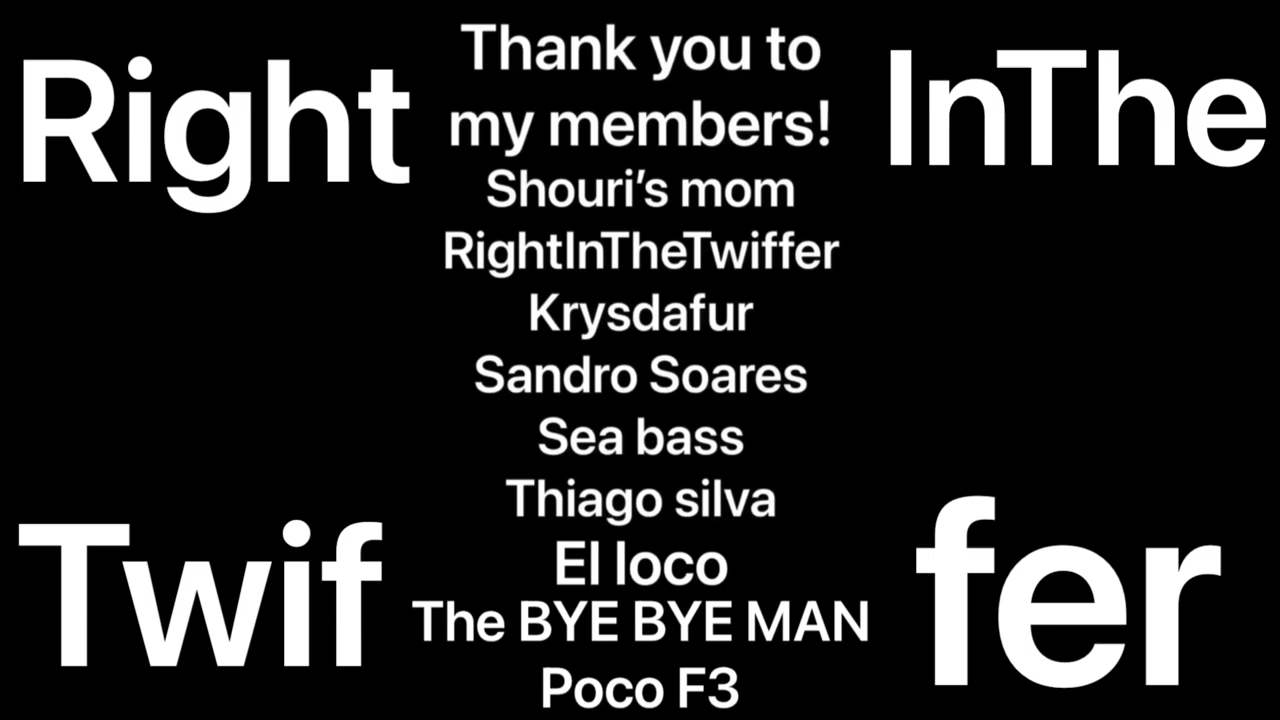 Right
InThe
Thank you to
my members!
Shouri’s mom
RightInTheTwiffer
Krysdafur
Sandro Soares
Sea bass
Thiago silva
El loco
The BYE BYE MAN
Poco F3
Twif
fer